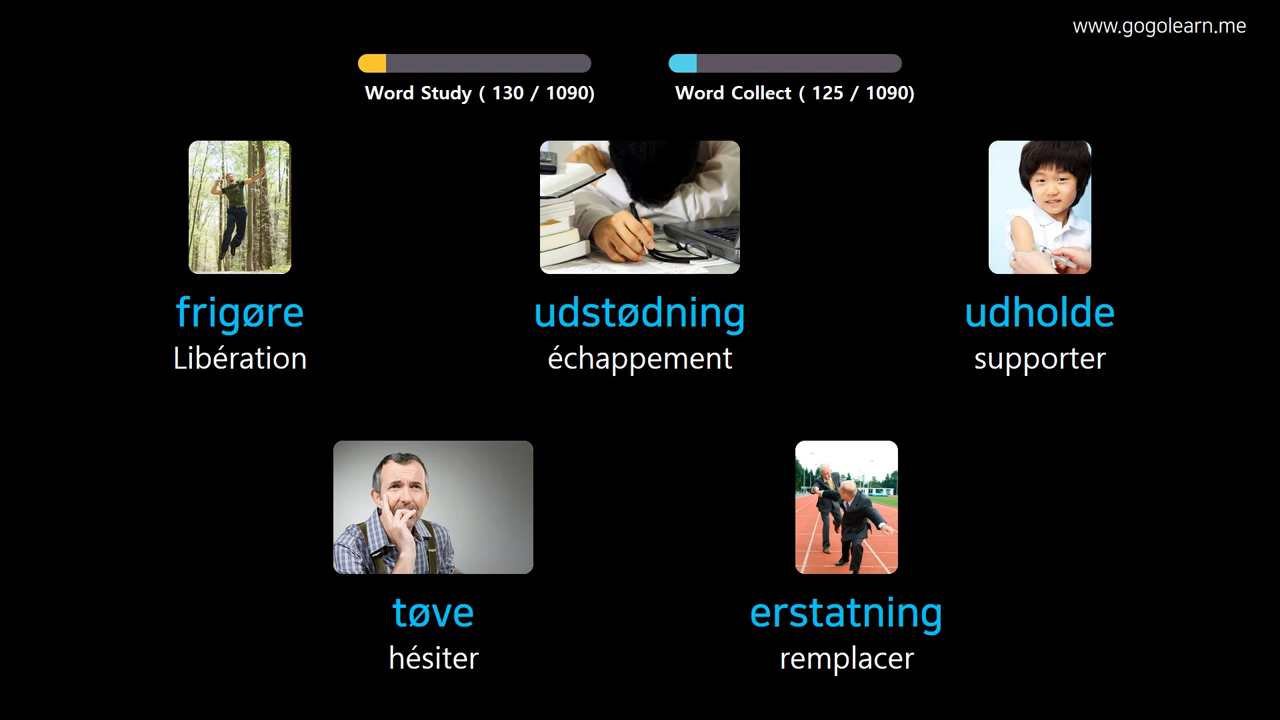 www.gogolearn.me
Word Study ( 130 / 1090)
Word Collect ( 125 / 1090)
frigøre
Libération
udstødning
échappement
udholde
supporter
tøve
hésiter
erstatning
remplacer